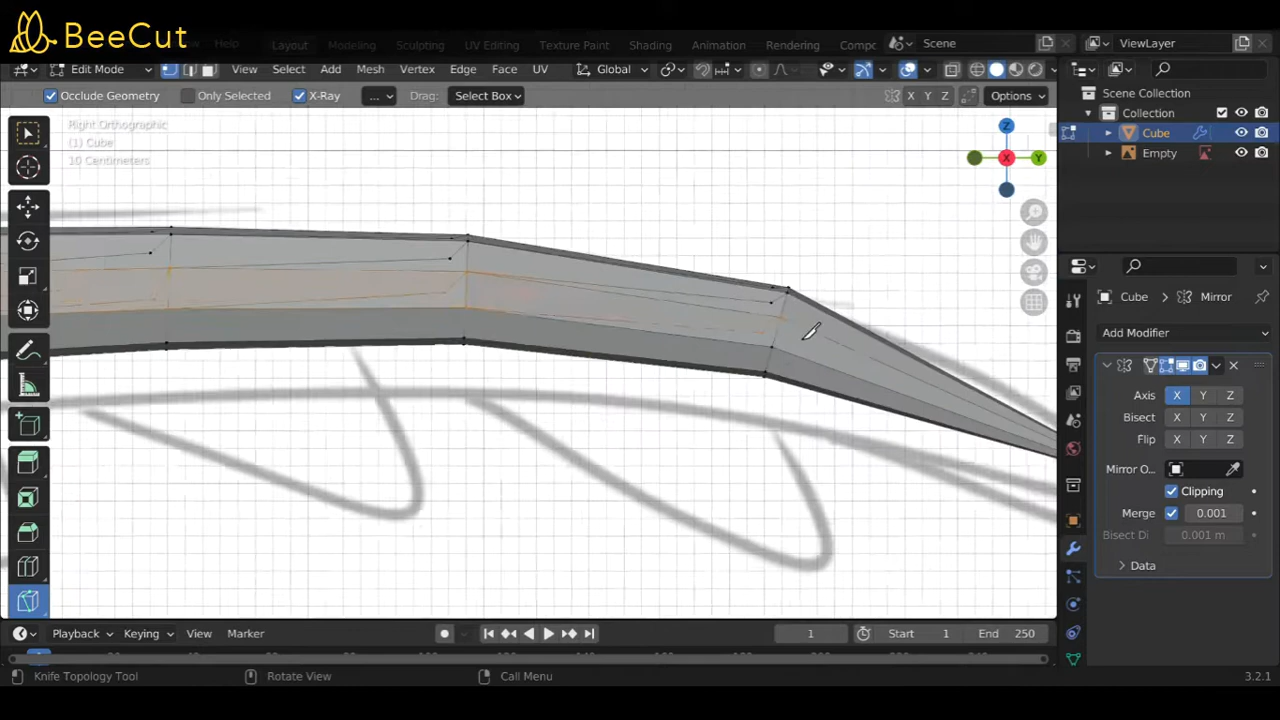 BeeCut
Help Layout Modeling Sculpting UV Editing Texture Paint Shading Animation Rendering Compc Scene ViewLayer
Edit Mode View Select Add Mesh Vertex Edge Face UV Global
Occlude Geometry Only Selected X-Ray ... Drag: Select Box X Y Z Options
Scene Collection
Collection
Cube
Empty
Right Orthographic
(1) Cube
10 Centimeters
Z
X
Y
Cube Mirror
Add Modifier
Axis X Y Z
Bisect X Y Z
Flip X Y Z
Mirror O...
Clipping
Merge 0.001
Bisect Di 0.001 m
Data
Playback Keying View Marker 1 Start 1 End 250
Knife Topology Tool Rotate View Call Menu 3.2.1